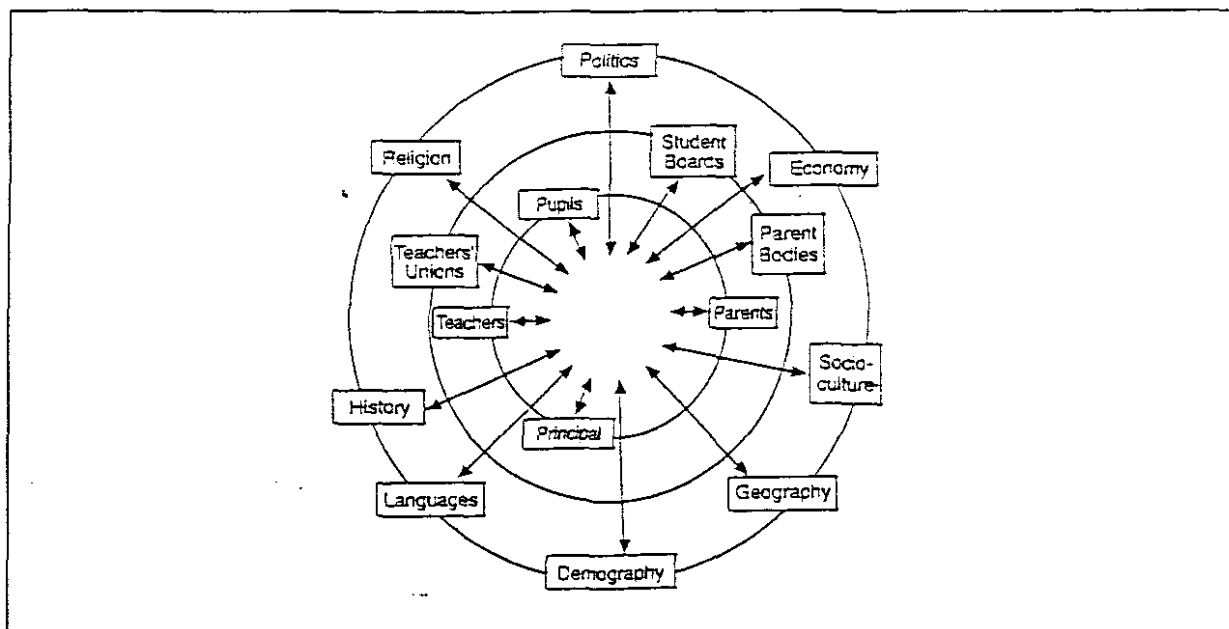 Politics
Student
Boards
Religion
Economy
Pupils
Parent
Bodies
Teachers'
Unions
Teachers
Parents
Socio-
culture
History
Principal
Languages
Geography
Demography